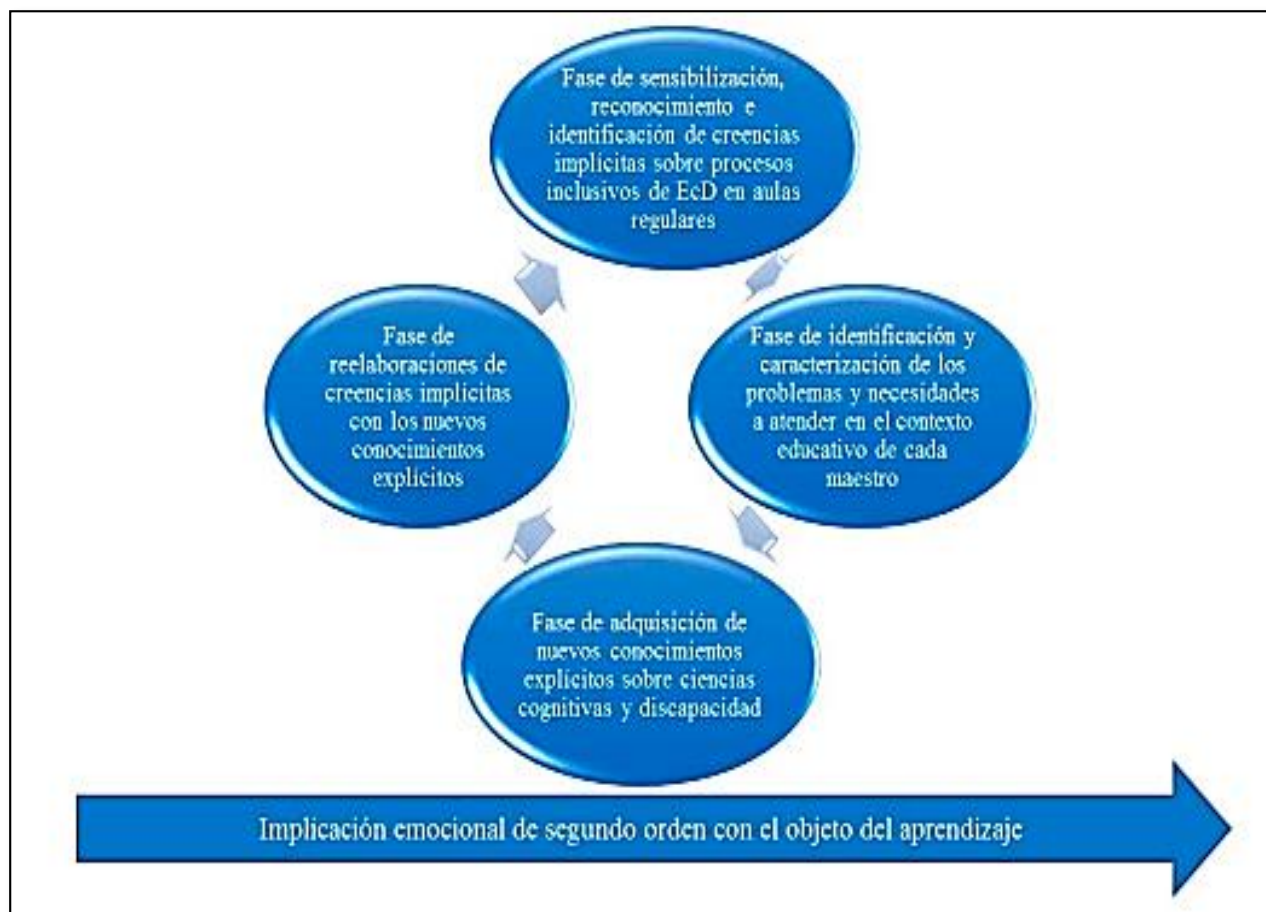 Fase de sensibilización,
reconocimiento e
identificación de creencias
implícitas sobre procesos
inclusivos de EcD en aulas
regulares
Fase de
reelaboraciones de
creencias implícitas
con los nuevos
conocimientos
explícitos
Fase de identificación y
caracterización de los
problemas y necesidades
a atender en el contexto
educativo de cada
maestro
Fase de adquisición de
nuevos conocimientos
explícitos sobre ciencias
cognitivas y discapacidad
Implicación emocional de segundo orden con el objeto del aprendizaje